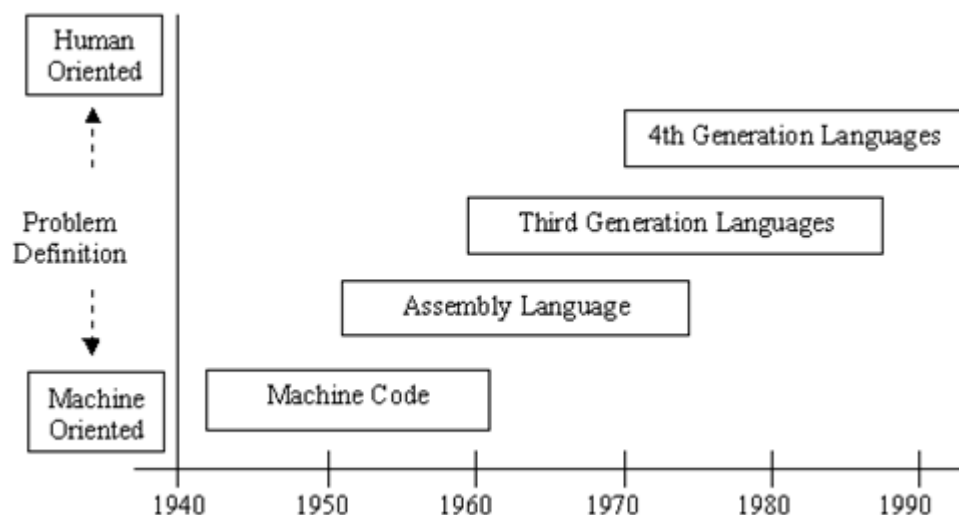 Human
Oriented
4th Generation Languages
Third Generation Languages
Problem
Definition
Assembly Language
Machine Code
Machine
Oriented
1940 1950 1960 1970 1980 1990